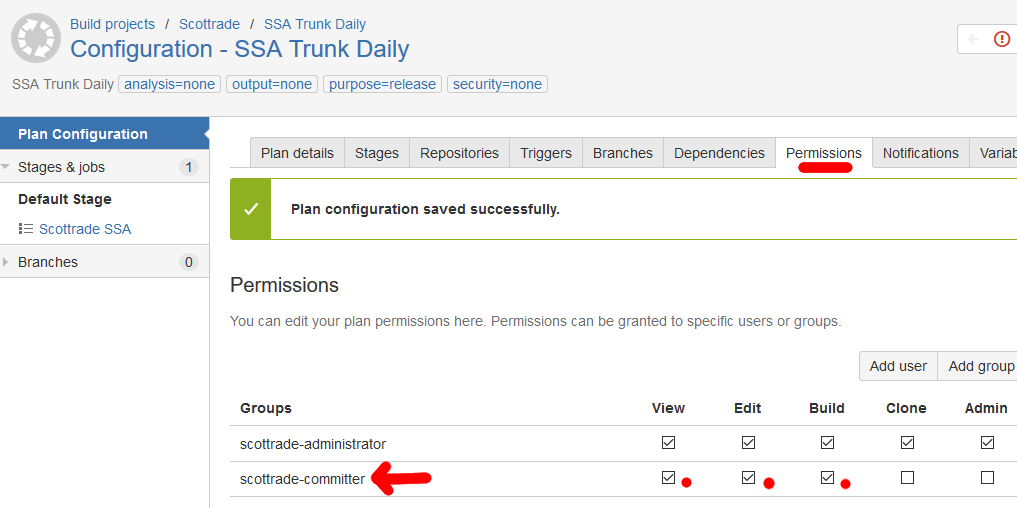 Build projects / Scottrade / SSA Trunk Daily
Configuration - SSA Trunk Daily
SSA Trunk Daily analysis=none output=none purpose=release security=none
Plan Configuration
Stages & jobs 1
Default Stage
Scottrade SSA
Branches 0
Plan details Stages Repositories Triggers Branches Dependencies Permissions Notifications Variab
Plan configuration saved successfully.
Permissions
You can edit your plan permissions here. Permissions can be granted to specific users or groups.
Add user Add group
Groups View Edit Build Clone Admin
scottrade-administrator
scottrade-committer